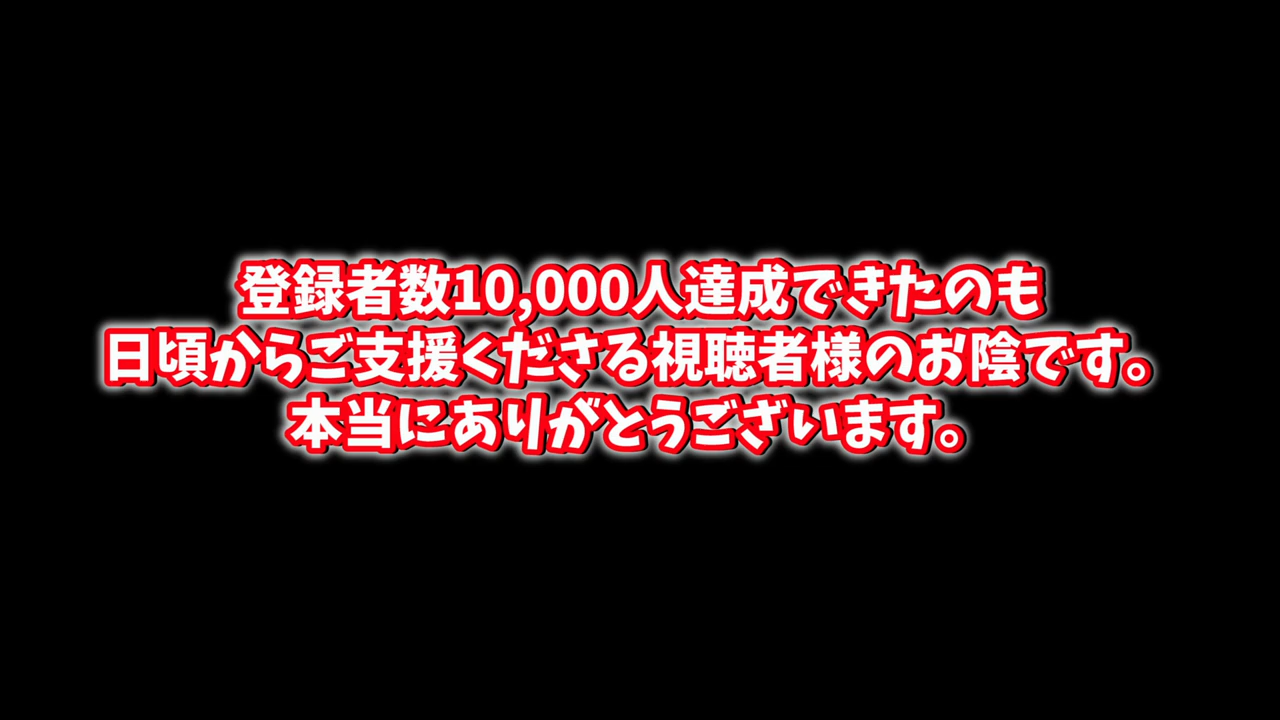 登録者数10,000人達成できたのも
日頃からご支援くださる視聴者様のお陰です。
本当にありがとうございます。